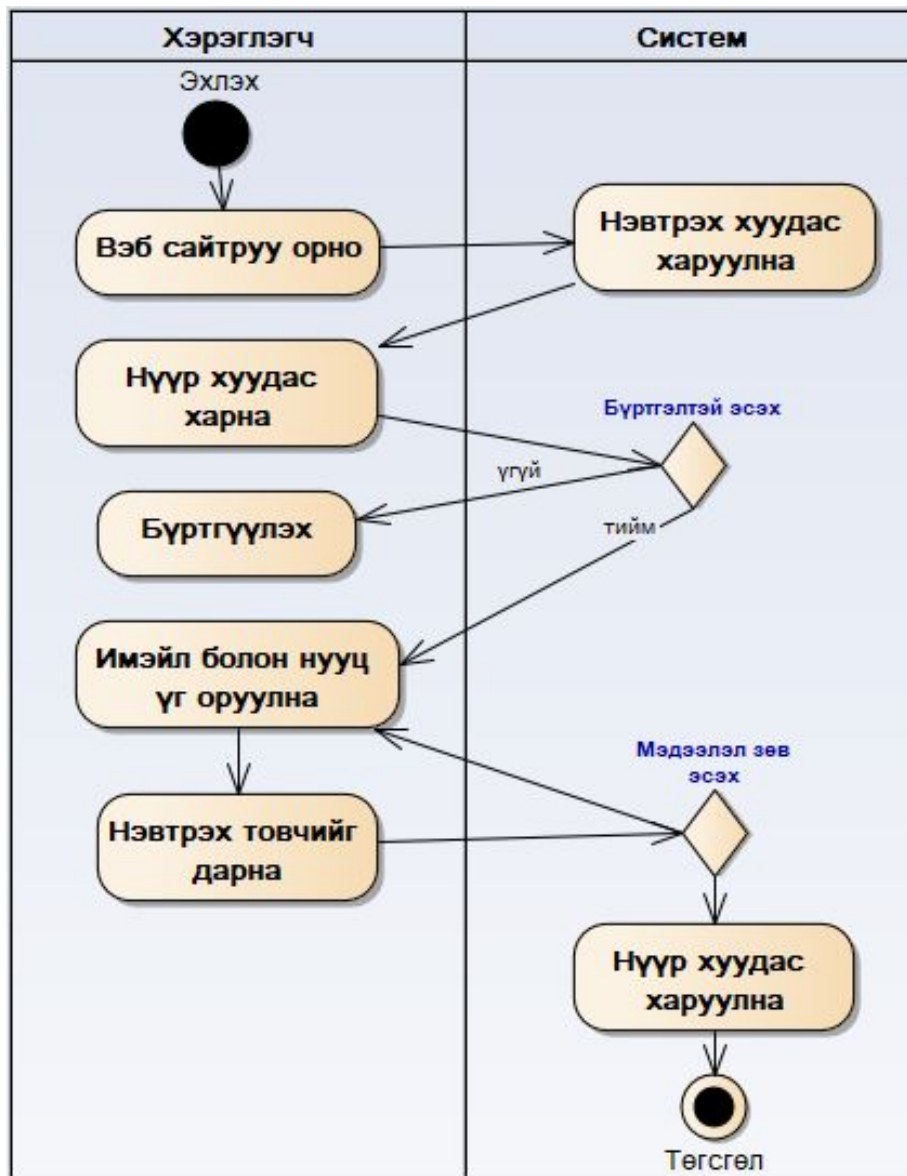 Хэрэглэгч
Систем
Эхлэх
Вэб сайтруу орно
Нэвтрэх хуудас
харуулна
Нүүр хуудас
харна
Бүртгэлтэй эсэх
үгүй
Бүртгүүлэх
тийм
Имэйл болон нууц
үг оруулна
Мэдээлэл зөв
эсэх
Нэвтрэх товчийг
дарна
Нүүр хуудас
харуулна
Төгсгөл